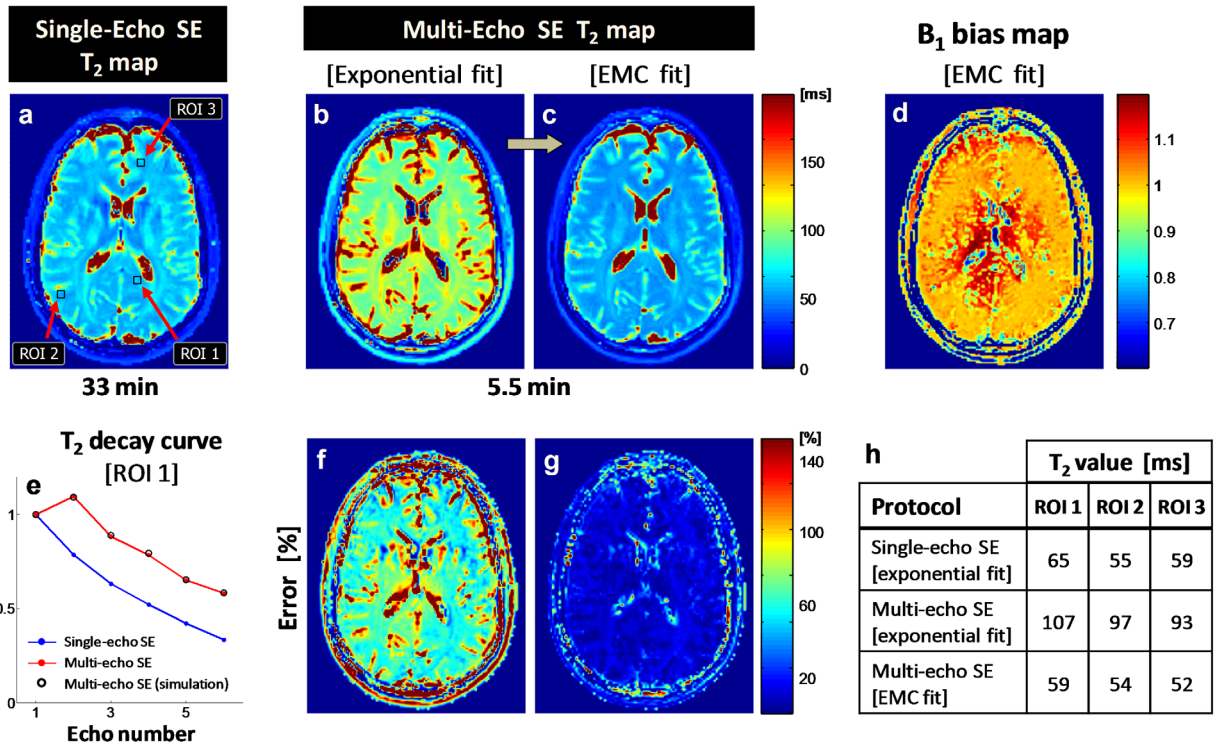 Single-Echo SE
T2 map
Multi-Echo SE T2 map
[Exponential fit]
[EMC fit]
B1 bias map
[EMC fit]
a
ROI 3
ROI 2
ROI 1
33 min
b
c
[ms]
150
100
50
0
5.5 min
d
1.1
1
0.9
0.8
0.7
T2 decay curve
[ROI 1]
e
1
0.5
0
Single-echo SE
Multi-echo SE
Multi-echo SE (simulation)
1 3 5
Echo number
Error [%]
f
g
[%]
140
100
60
20
h
T2 value [ms]
Protocol ROI 1 ROI 2 ROI 3
Single-echo SE
[exponential fit] 65 55 59
Multi-echo SE
[exponential fit] 107 97 93
Multi-echo SE
[EMC fit] 59 54 52